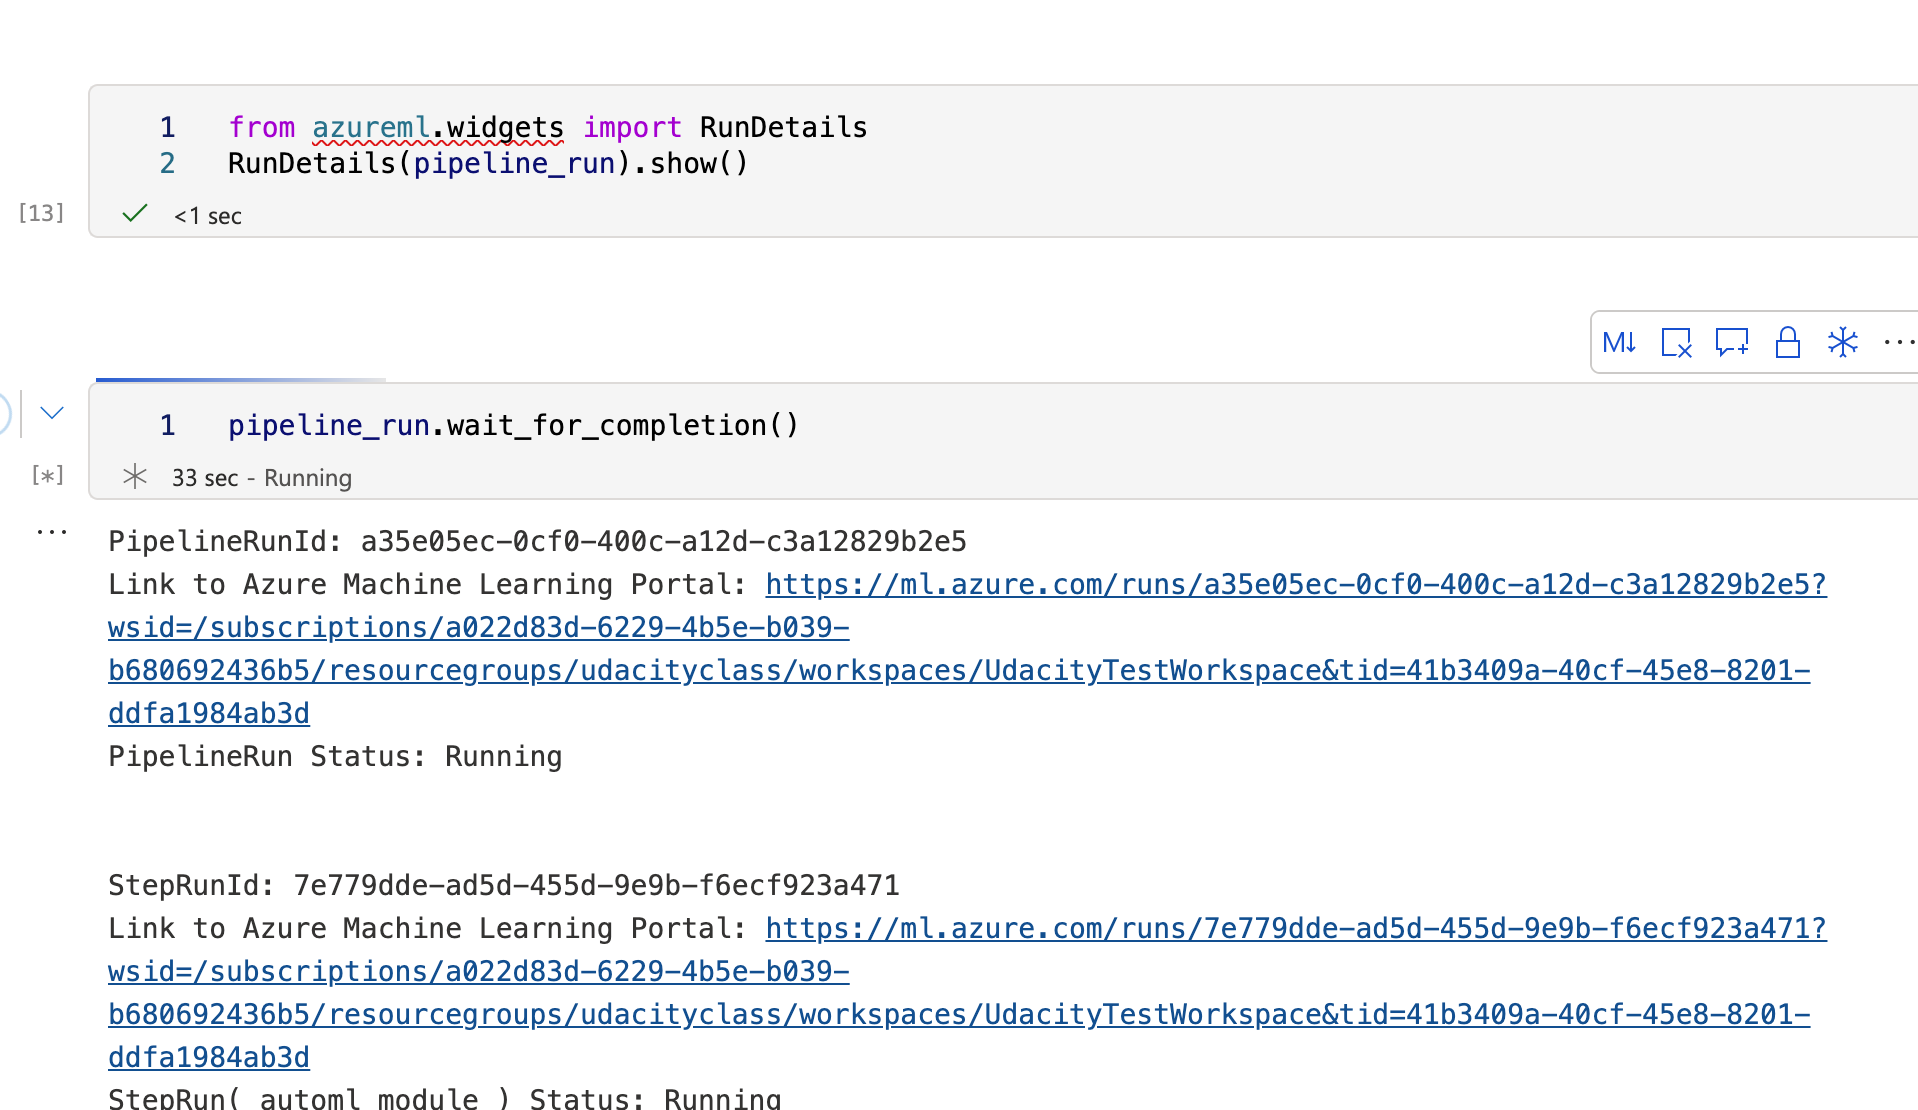 1 from azureml.widgets import RunDetails
2 RunDetails(pipeline_run).show()
[13]
<1 sec
M↓
1 pipeline_run.wait_for_completion()
[*]
33 sec - Running
...
PipelineRunId: a35e05ec-0cf0-400c-a12d-c3a12829b2e5
Link to Azure Machine Learning Portal: https://ml.azure.com/runs/a35e05ec-0cf0-400c-a12d-c3a12829b2e5?
wsid=/subscriptions/a022d83d-6229-4b5e-b039-
b680692436b5/resourcegroups/udacityclass/workspaces/UdacityTestWorkspace&tid=41b3409a-40cf-45e8-8201-
ddfa1984ab3d
PipelineRun Status: Running
StepRunId: 7e779dde-ad5d-455d-9e9b-f6ecf923a471
Link to Azure Machine Learning Portal: https://ml.azure.com/runs/7e779dde-ad5d-455d-9e9b-f6ecf923a471?
wsid=/subscriptions/a022d83d-6229-4b5e-b039-
b680692436b5/resourcegroups/udacityclass/workspaces/UdacityTestWorkspace&tid=41b3409a-40cf-45e8-8201-
ddfa1984ab3d
StepRun( automl_module ) Status: Running